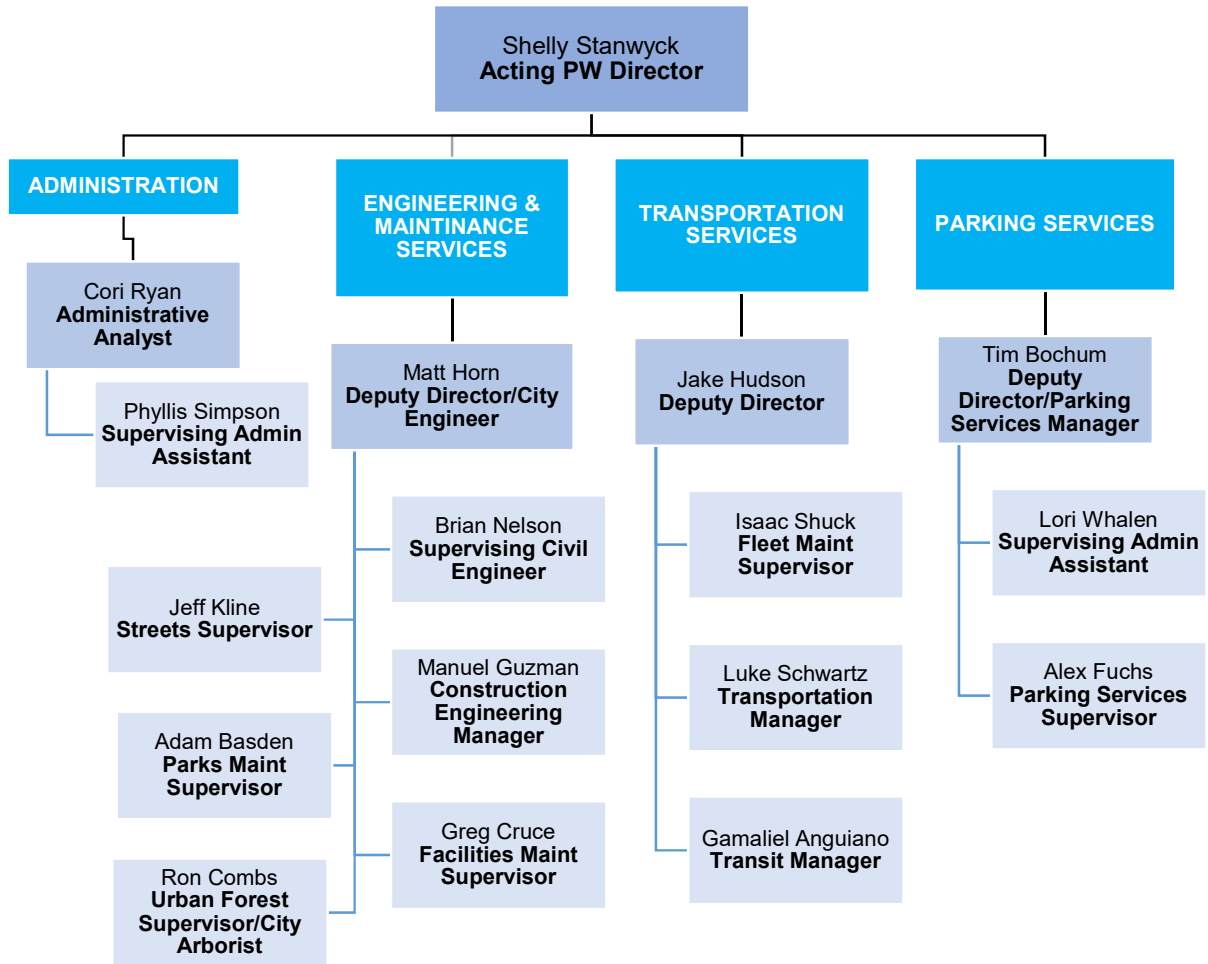 Shelly Stanwyck
Acting PW Director
ADMINISTRATION
Cori Ryan
Administrative
Analyst
Phyllis Simpson
Supervising Admin
Assistant
ENGINEERING &
MAINTINANCE
SERVICES
Matt Horn
Deputy Director/City
Engineer
Brian Nelson
Supervising Civil
Engineer
Jeff Kline
Streets Supervisor
Manuel Guzman
Construction
Engineering
Manager
Adam Basden
Parks Maint
Supervisor
Greg Cruce
Facilities Maint
Supervisor
Ron Combs
Urban Forest
Supervisor/City
Arborist
TRANSPORTATION
SERVICES
Jake Hudson
Deputy Director
Isaac Shuck
Fleet Maint
Supervisor
Luke Schwartz
Transportation
Manager
Gamaliel Anguiano
Transit Manager
PARKING SERVICES
Tim Bochum
Deputy
Director/Parking
Services Manager
Lori Whalen
Supervising Admin
Assistant
Alex Fuchs
Parking Services
Supervisor